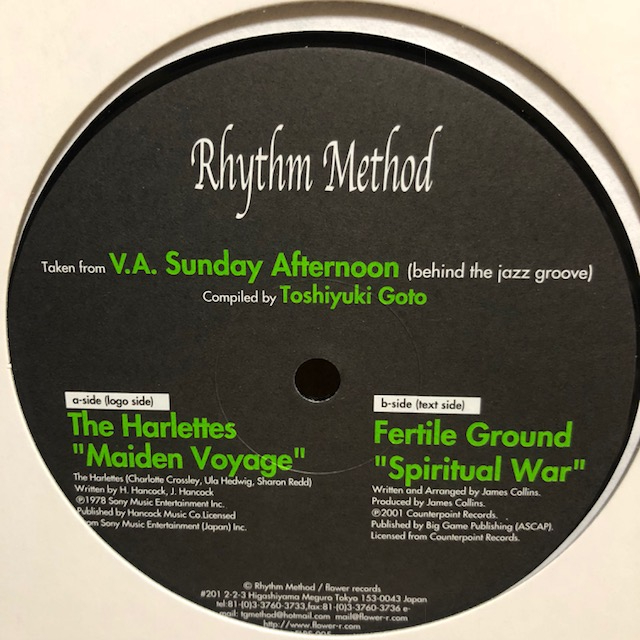 Rhythm Method
Taken from V.A. Sunday Afternoon (behind the jazz groove)
Compiled by Toshiyuki Goto
a-side (logo side)
The Harlettes
"Maiden Voyage"
The Harlettes (Charlotte Crossley, Ula Hedwig, Sharon Redd)
Written by H. Hancock, J. Hancock
℗1978 Sony Music Entertainment Inc.
Published by Hancock Music Co.Licensed
from Sony Music Entertainment (Japan) Inc.
b-side (text side)
Fertile Ground
"Spiritual War"
Written and Arranged by James Collins.
Produced by James Collins.
℗2001 Counterpoint Records.
Published by Big Game Publishing (ASCAP).
Licensed from Counterpoint Records.
© Rhythm Method / flower records
#201 2-2-3 Higashiyama Meguro Tokyo 153-0043 Japan
tel:81-(0)3-3760-3733,fax:81-(0)3-3760-3736 e-
mail: tgmethod@hotmail.com mail@flower-r.com
http://www.flower-r.com